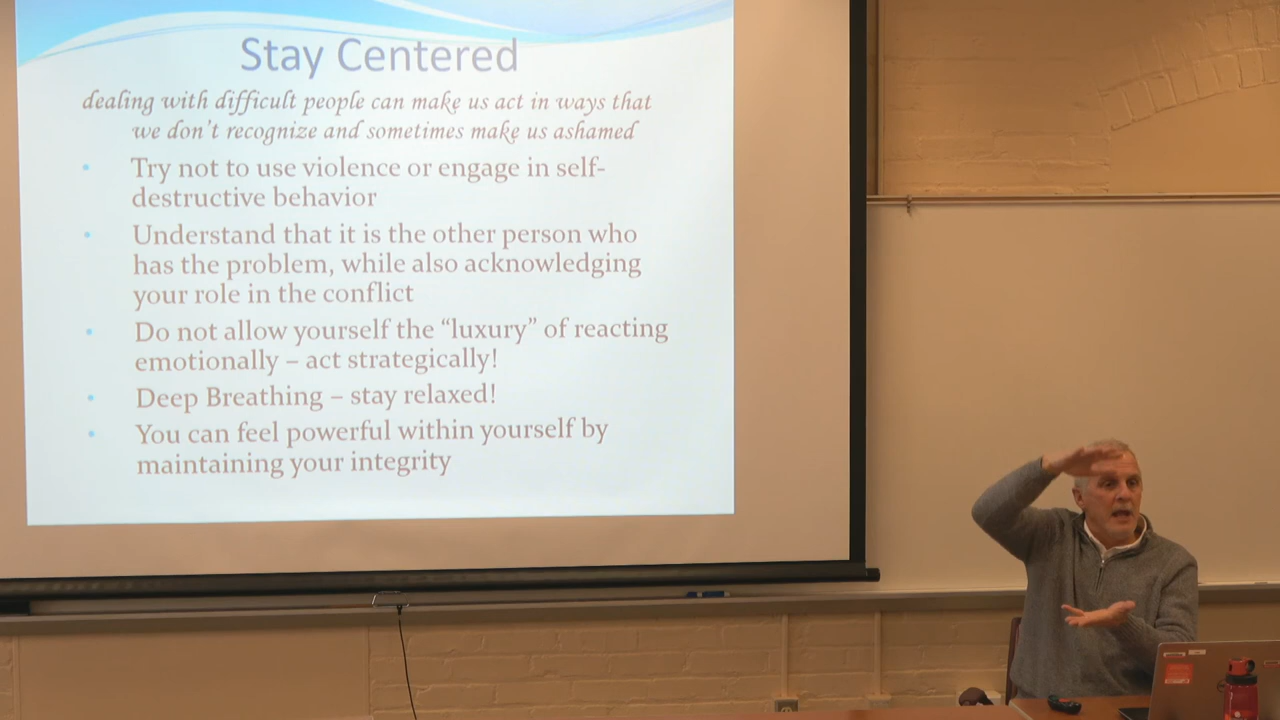 Stay Centered
dealing with difficult people can make us act in ways that
we don't recognize and sometimes make us ashamed
• Try not to use violence or engage in self-
destructive behavior
• Understand that it is the other person who
has the problem, while also acknowledging
your role in the conflict
• Do not allow yourself the “luxury” of reacting
emotionally – act strategically!
• Deep Breathing – stay relaxed!
• You can feel powerful within yourself by
maintaining your integrity